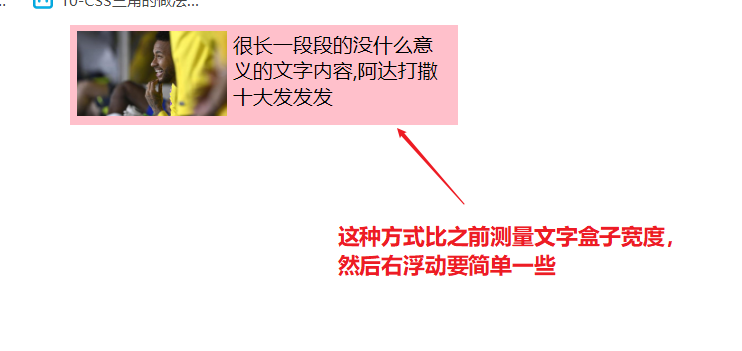 10-CSS三角的做法...
很长一段段的没什么意
义的文字内容,阿达打撒
十大发发发
这种方式比之前测量文字盒子宽度，
然后右浮动要简单一些